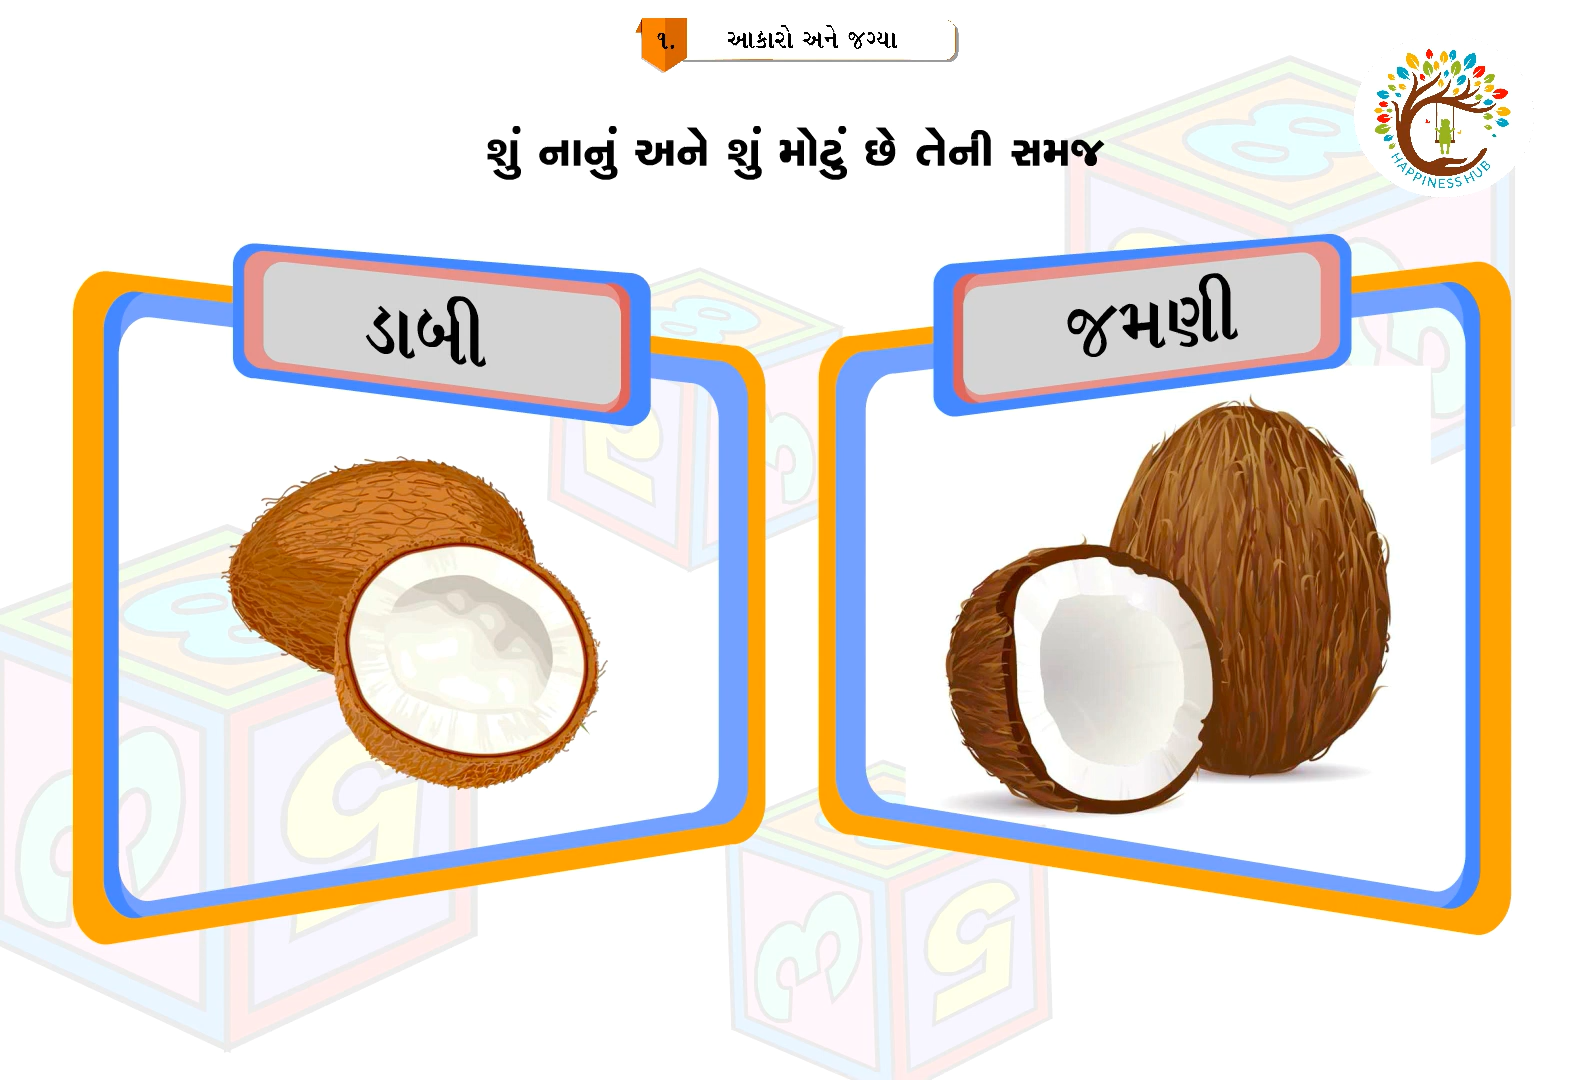 ૧. આકારો અને જગ્યા
શું નાનું અને શું મોટું છે તેની સમજ
HAPPINESS HUB
ડાબી
જમણી